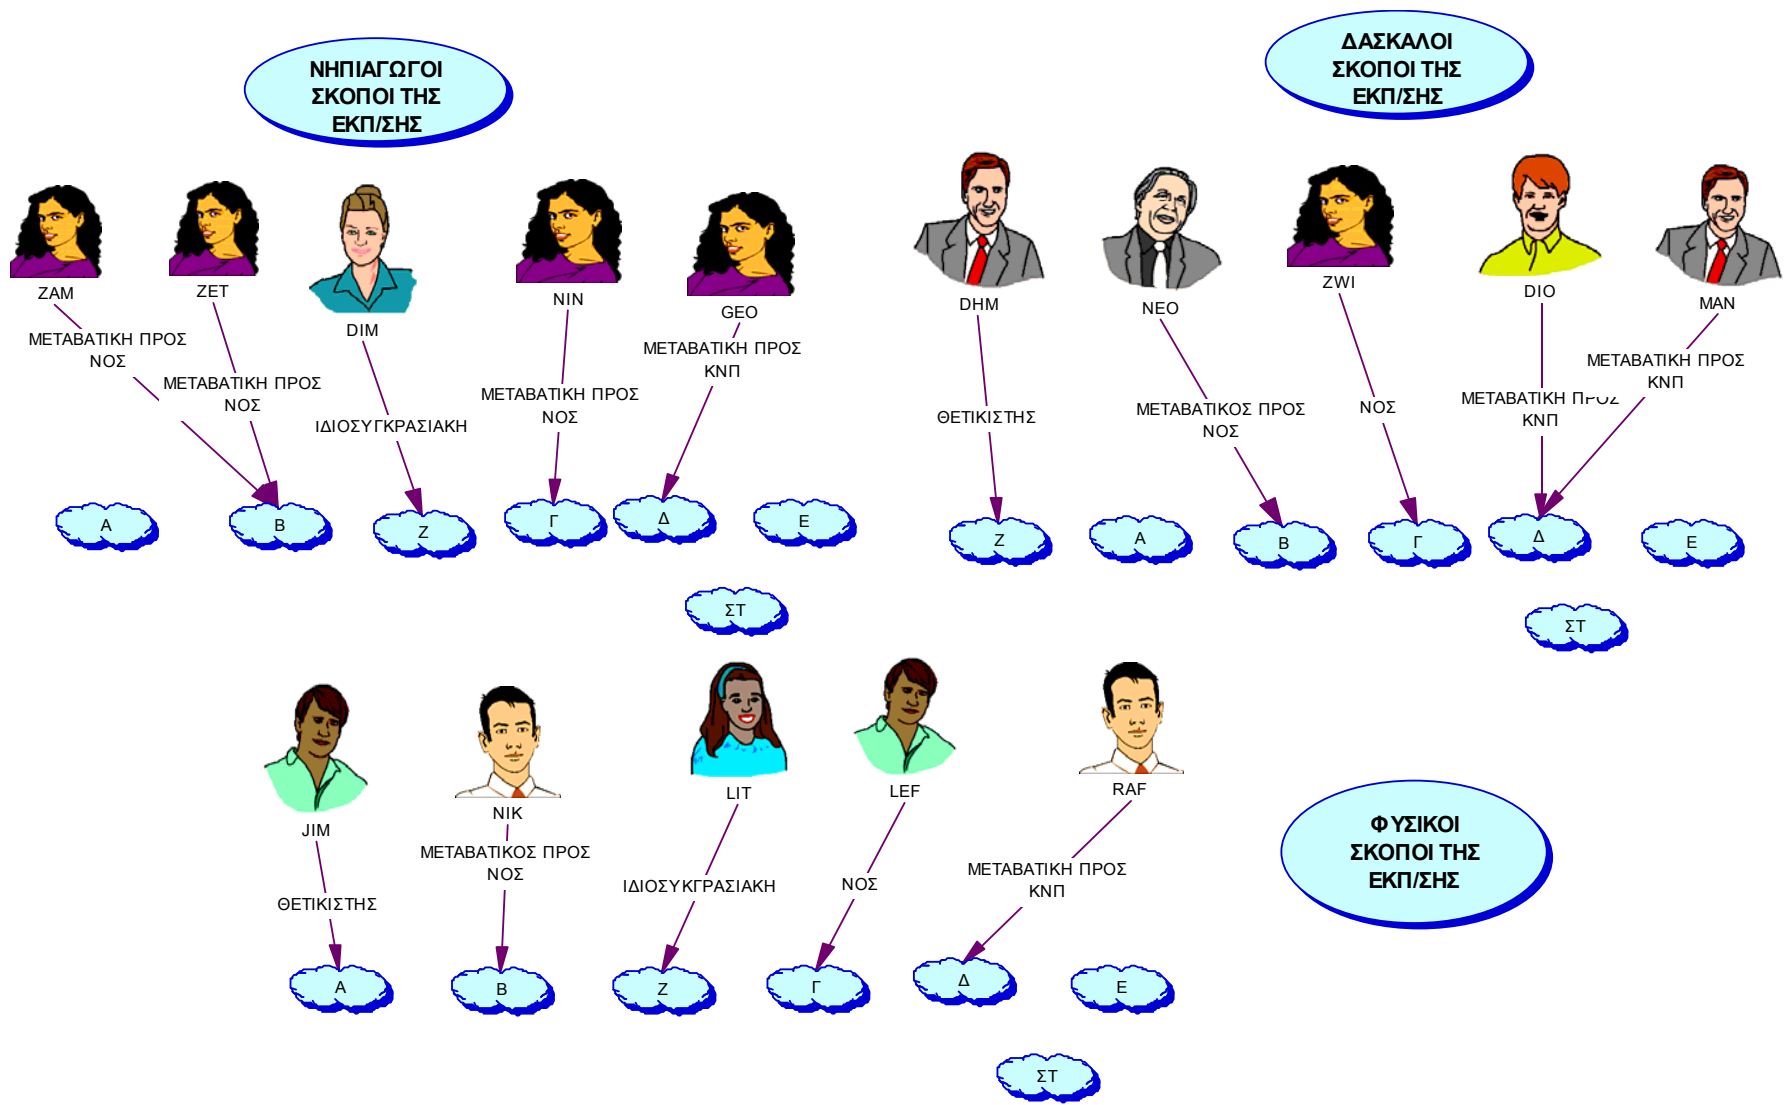 ΝΗΠΙΑΓΩΓΟΙ
ΣΚΟΠΟΙ ΤΗΣ
ΕΚΠ/ΣΗΣ
ZAM
ZET
DIM
NIN
GEO
ΜΕΤΑΒΑΤΙΚΗ ΠΡΟΣ
ΝΟΣ
ΜΕΤΑΒΑΤΙΚΗ ΠΡΟΣ
ΝΟΣ
ΙΔΙΟΣΥΓΚΡΑΣΙΑΚΗ
ΜΕΤΑΒΑΤΙΚΗ ΠΡΟΣ
ΝΟΣ
ΜΕΤΑΒΑΤΙΚΗ ΠΡΟΣ
ΚΝΠ
Α
Β
Ζ
Γ
Δ
Ε
ΣΤ
ΔΑΣΚΑΛΟΙ
ΣΚΟΠΟΙ ΤΗΣ
ΕΚΠ/ΣΗΣ
DHM
NEO
ZWI
DIO
MAN
ΘΕΤΙΚΙΣΤΗΣ
ΜΕΤΑΒΑΤΙΚΟΣ ΠΡΟΣ
ΝΟΣ
ΝΟΣ
ΜΕΤΑΒΑΤΙΚΗ ΠΡΟΣ
ΚΝΠ
ΜΕΤΑΒΑΤΙΚΗ ΠΡΟΣ
ΚΝΠ
Ζ
Α
Β
Γ
Δ
Ε
ΣΤ
JIM
NIK
LIT
LEF
RAF
ΘΕΤΙΚΙΣΤΗΣ
ΜΕΤΑΒΑΤΙΚΟΣ ΠΡΟΣ
ΝΟΣ
ΙΔΙΟΣΥΚΓΡΑΣΙΑΚΗ
ΝΟΣ
ΜΕΤΑΒΑΤΙΚΗ ΠΡΟΣ
ΚΝΠ
Α
Β
Ζ
Γ
Δ
Ε
ΣΤ
ΦΥΣΙΚΟΙ
ΣΚΟΠΟΙ ΤΗΣ
ΕΚΠ/ΣΗΣ